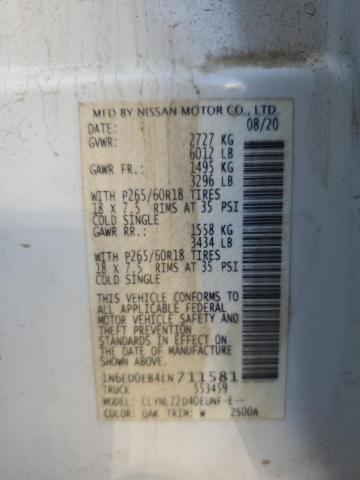 MFD BY NISSAN MOTOR CO., LTD.
DATE: 08/20
GVWR: 2727 KG
6012 LB
GAWR FR.: 1495 KG
3296 LB
WITH P265/60R18 TIRES
18 X 7.5 RIMS AT 35 PSI
COLD SINGLE
GAWR RR.: 1558 KG
3434 LB
WITH P265/60R18 TIRES
18 X 7.5 RIMS AT 35 PSI
COLD SINGLE
THIS VEHICLE CONFORMS TO
ALL APPLICABLE FEDERAL
MOTOR VEHICLE SAFETY
STANDARDS IN EFFECT ON
THE DATE OF MANUFACTURE
SHOWN ABOVE.
1N6ED0EB4LN711581
TRUCK 553459
MODEL: CLYNLZ2D40EUNF-E--
COLOR: QAK TRIM: W 2500A